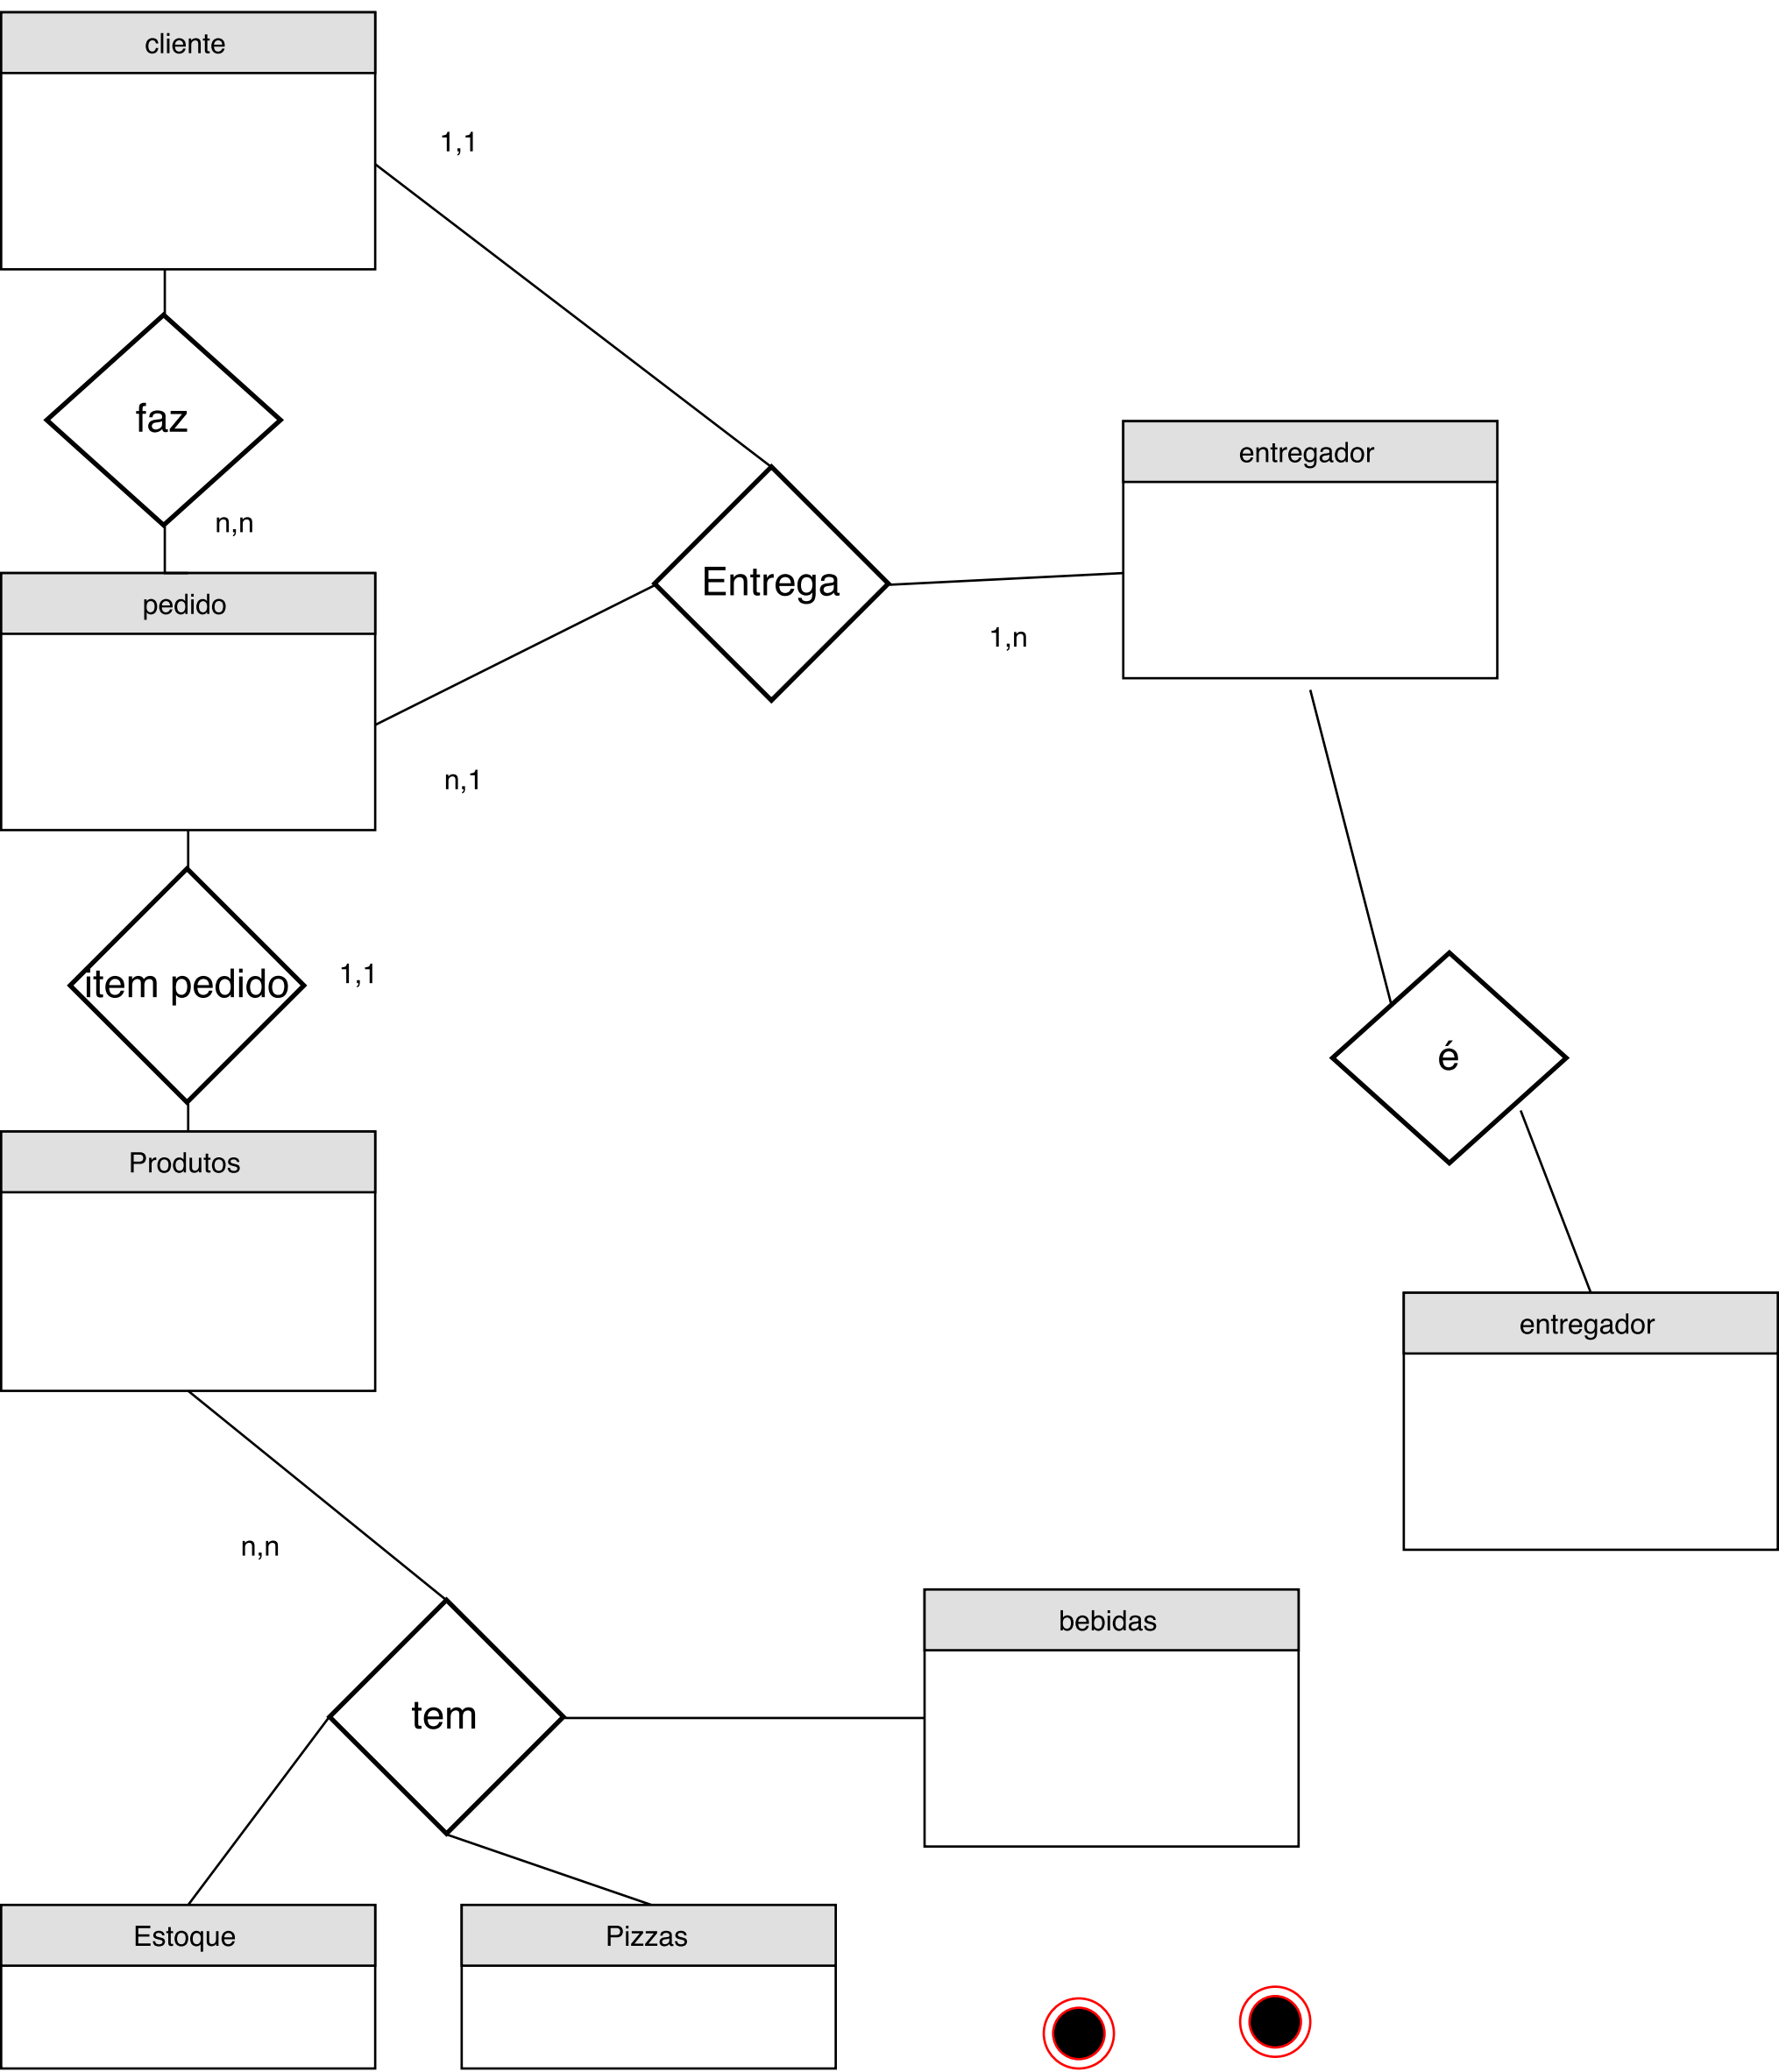 cliente
1,1
faz
entregador
n,n
Entrega
pedido
1,n
n,1
item pedido
1,1
é
Produtos
entregador
n,n
bebidas
tem
Estoque
Pizzas